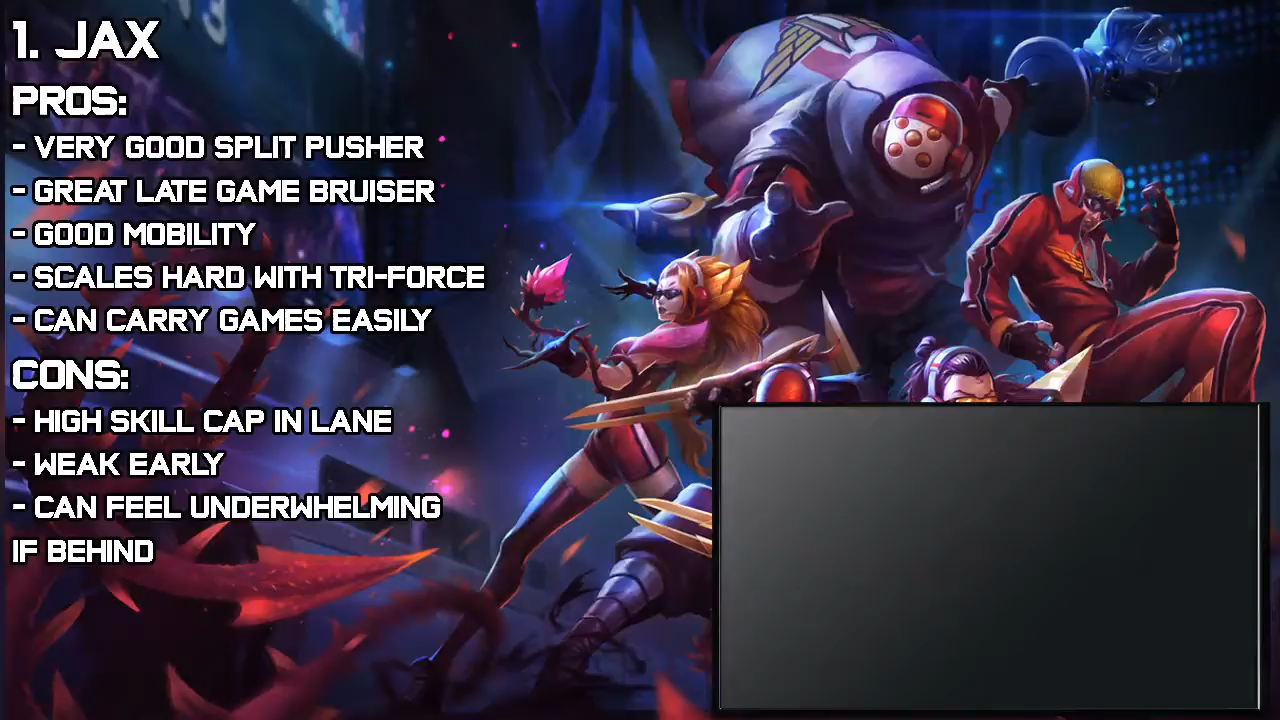 1. JAX
PROS:
- VERY GOOD SPLIT PUSHER
- GREAT LATE GAME BRUISER
- GOOD MOBILITY
- SCALES HARD WITH TRI-FORCE
- CAN CARRY GAMES EASILY
CONS:
- HIGH SKILL CAP IN LANE
- WEAK EARLY
- CAN FEEL UNDERWHELMING
IF BEHIND